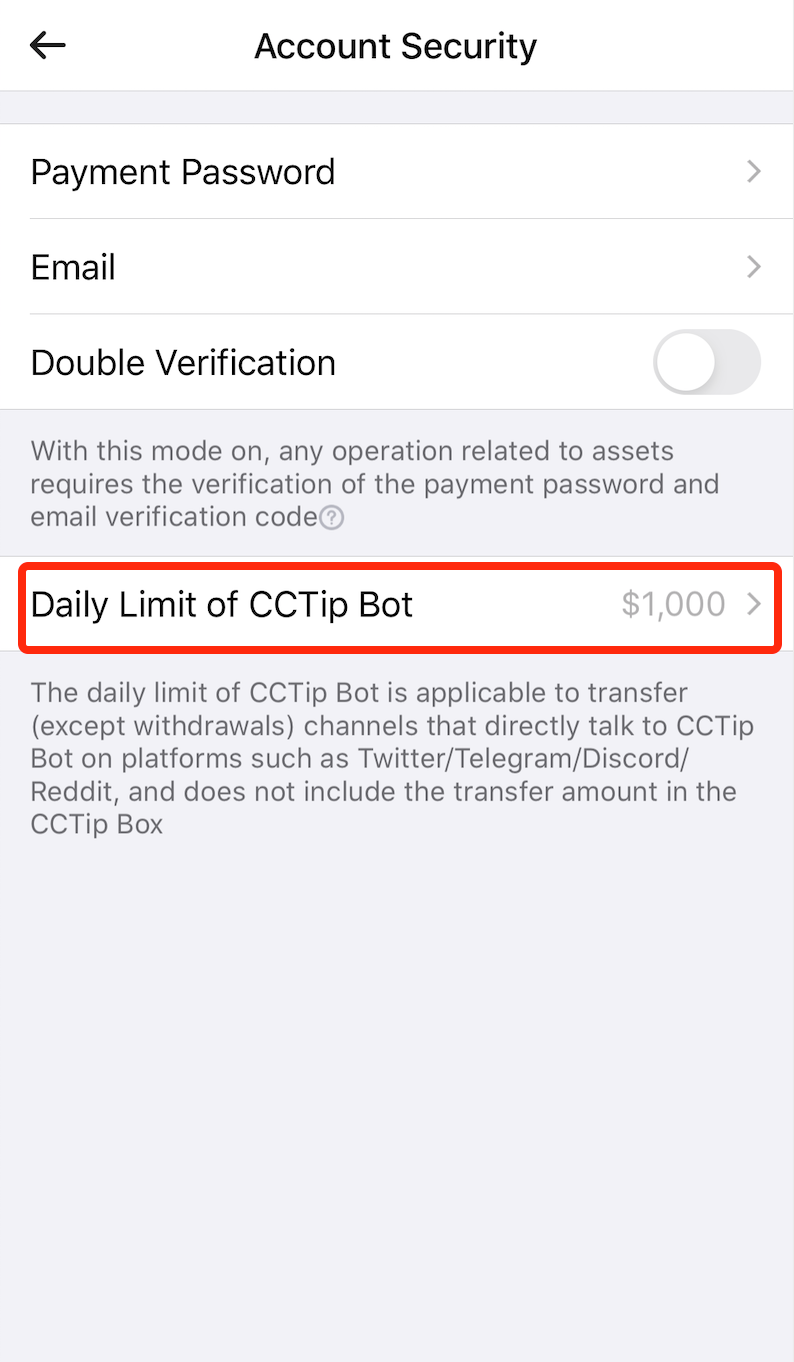 Account Security
Payment Password
Email
Double Verification
With this mode on, any operation related to assets
requires the verification of the payment password and
email verification code?
Daily Limit of CCTip Bot $1,000
The daily limit of CCTip Bot is applicable to transfer
(except withdrawals) channels that directly talk to CCTip
Bot on platforms such as Twitter/Telegram/Discord/
Reddit, and does not include the transfer amount in the
CCTip Box